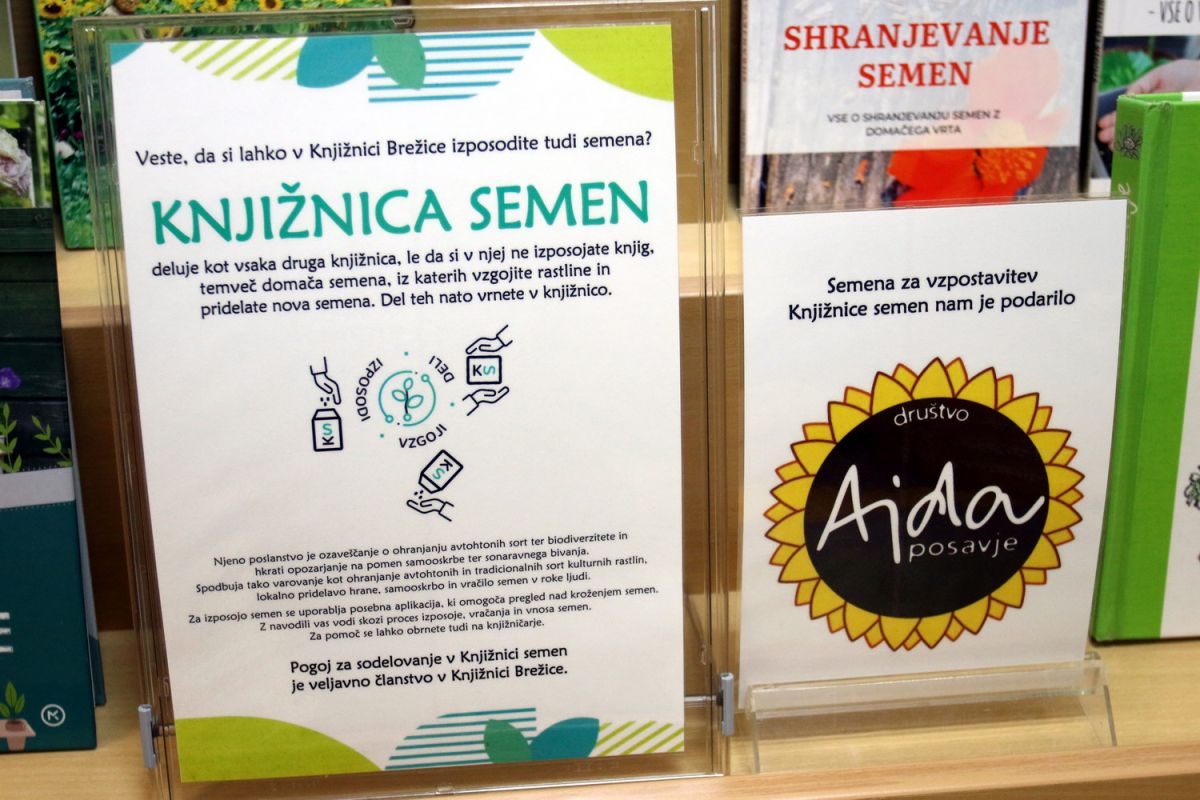 Veste, da si lahko v Knjižnici Brežice izposodite tudi semena?
KNJIŽNICA SEMEN
deluje kot vsaka druga knjižnica, le da si v njej ne izposojate knjig,
temveč domača semena, iz katerih vzgojite rastline in
pridelate nova semena. Del teh nato vrnete v knjižnico.
IZPOSODI
DELI
VZGOJI
KS
KS
KS
Njeno poslanstvo je ozaveščanje o ohranjanju avtohtonih sort ter biodiverzitete in
hkrati opozarjanje na pomen samooskrbe ter sonaravnega bivanja.
Spodbuja tako varovanje kot ohranjanje avtohtonih in tradicionalnih sort kulturnih rastlin,
lokalno pridelavo hrane, samooskrbo in vračilo semen v roke ljudi.
Za izposojo semen se uporablja posebna aplikacija, ki omogoča pregled nad kroženjem semen.
Z navodili vas vodi skozi proces izposoje, vračanja in vnosa semen.
Za pomoč se lahko obrnete tudi na knjižničarje.
Pogoj za sodelovanje v Knjižnici semen
je veljavno članstvo v Knjižnici Brežice.
SHRANJEVANJE
SEMEN
VSE O SHRANJEVANJU SEMEN Z
DOMAČEGA VRTA
- VSE O
Semena za vzpostavitev
Knjižnice semen nam je podarilo
društvo
Ajda
posavje